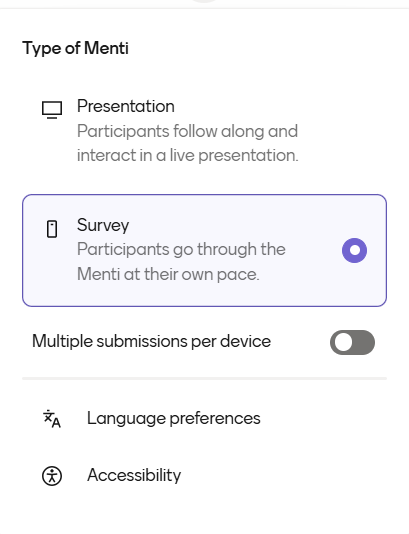 Type of Menti
Presentation
Participants follow along and
interact in a live presentation.
Survey
Participants go through the
Menti at their own pace.
Multiple submissions per device
Language preferences
Accessibility